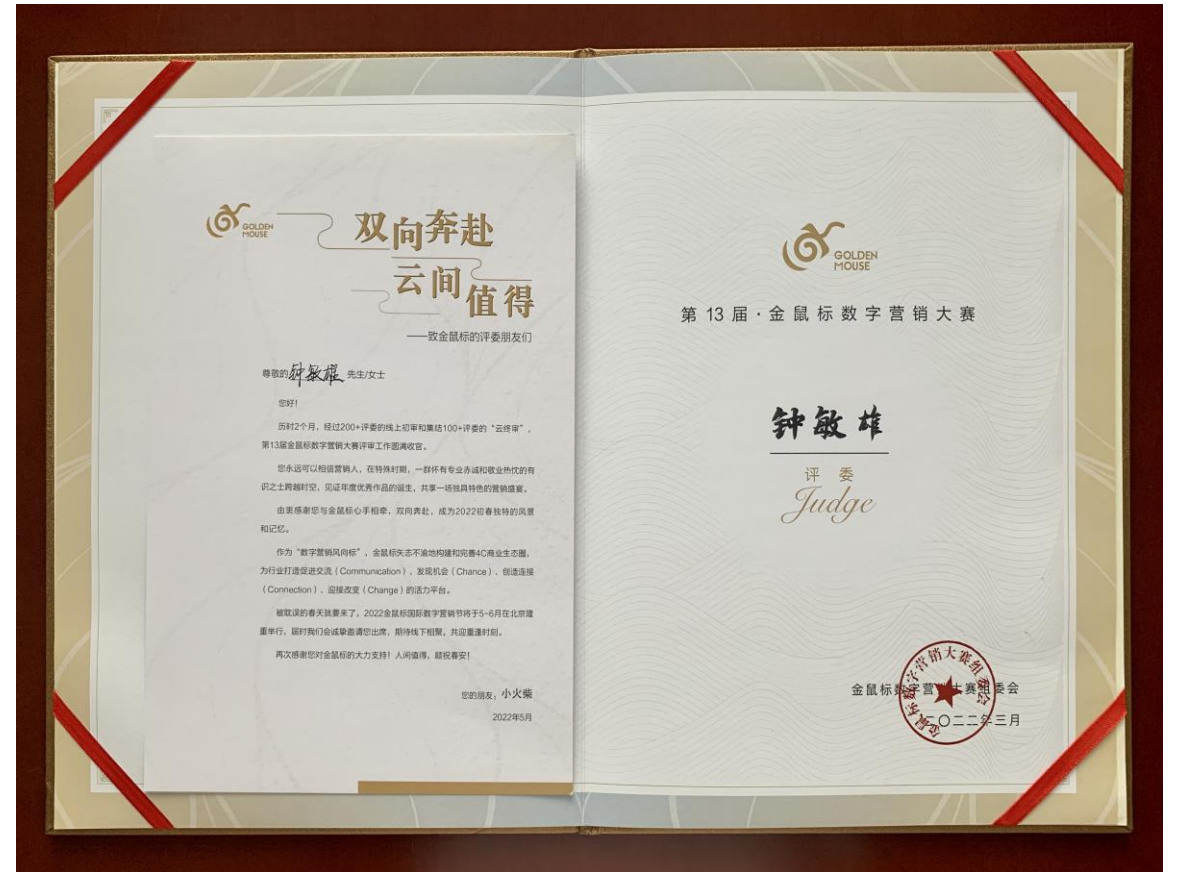 GOLDEN
MOUSE
双向奔赴
云间值得
——致金鼠标的评委朋友们
尊敬的钟敏雄 先生/女士
您好！
历时2个月，经过200+评委的线上初审和集结100+评委的“云终审”，
第13届金鼠标数字营销大赛评审工作圆满收官。
您永远可以相信营销人，在特殊时期，一群怀有专业赤诚和敬业热忱的有
识之士跨越时空，见证年度优秀作品的诞生，共享一场独具特色的营销盛宴。
由衷感谢您与金鼠标心手相牵，双向奔赴，成为2022初春独特的风景
和记忆。
作为“数字营销风向标”，金鼠标矢志不渝地构建和完善4C商业生态圈，
为行业打造促进交流（Communication）、发现机会（Chance）、创造连接
（Connection）、迎接改变（Change）的活力平台。
被耽误的春天就要来了，2022金鼠标国际数字营销节将于5-6月在北京隆
重举行，届时我们会诚挚邀请您出席，期待线下相聚，共迎重逢时刻。
再次感谢您对金鼠标的大力支持！人间值得，顺祝春安！
您的朋友：小火柴
2022年5月
GOLDEN
MOUSE
第 13 届·金鼠标数字营销大赛
钟敏雄
评委
Judge
金鼠标数字营销大赛组委会
二〇二二年三月
金鼠标数字营销大赛组委会